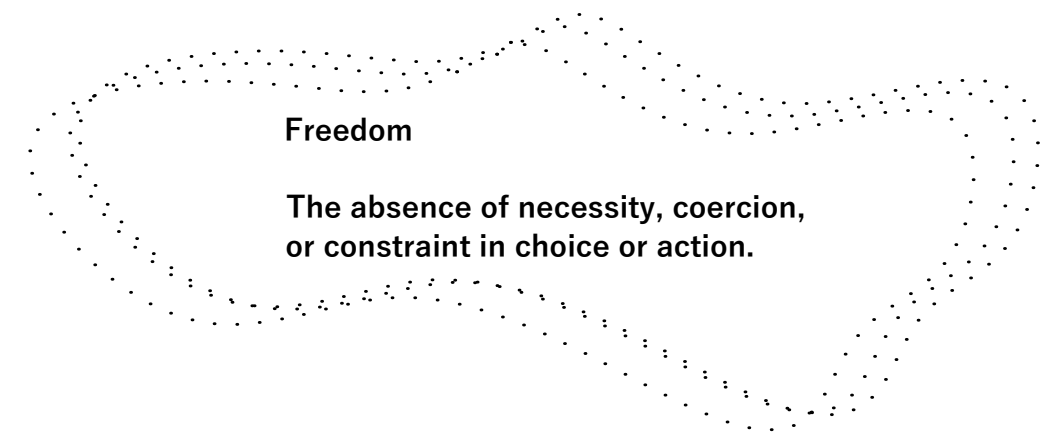 Freedom
The absence of necessity, coercion,
or constraint in choice or action.